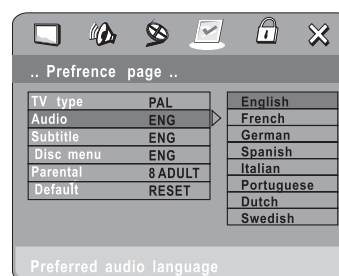 .. Prefrence page ..
TV type PAL
Audio ENG
Subtitle ENG
Disc menu ENG
Parental 8 ADULT
Default RESET
English
French
German
Spanish
Italian
Portuguese
Dutch
Swedish
Preferred audio language